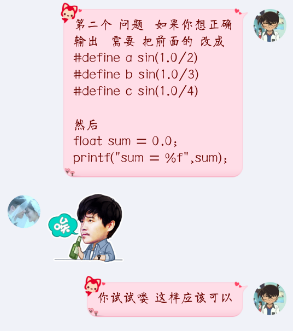 第二个 问题 如果你想正确
输出 需要 把前面的 改成
#define a sin(1.0/2)
#define b sin(1.0/3)
#define c sin(1.0/4)
然后
float sum = 0.0;
printf("sum = %f",sum);
你试试喽 这样应该可以